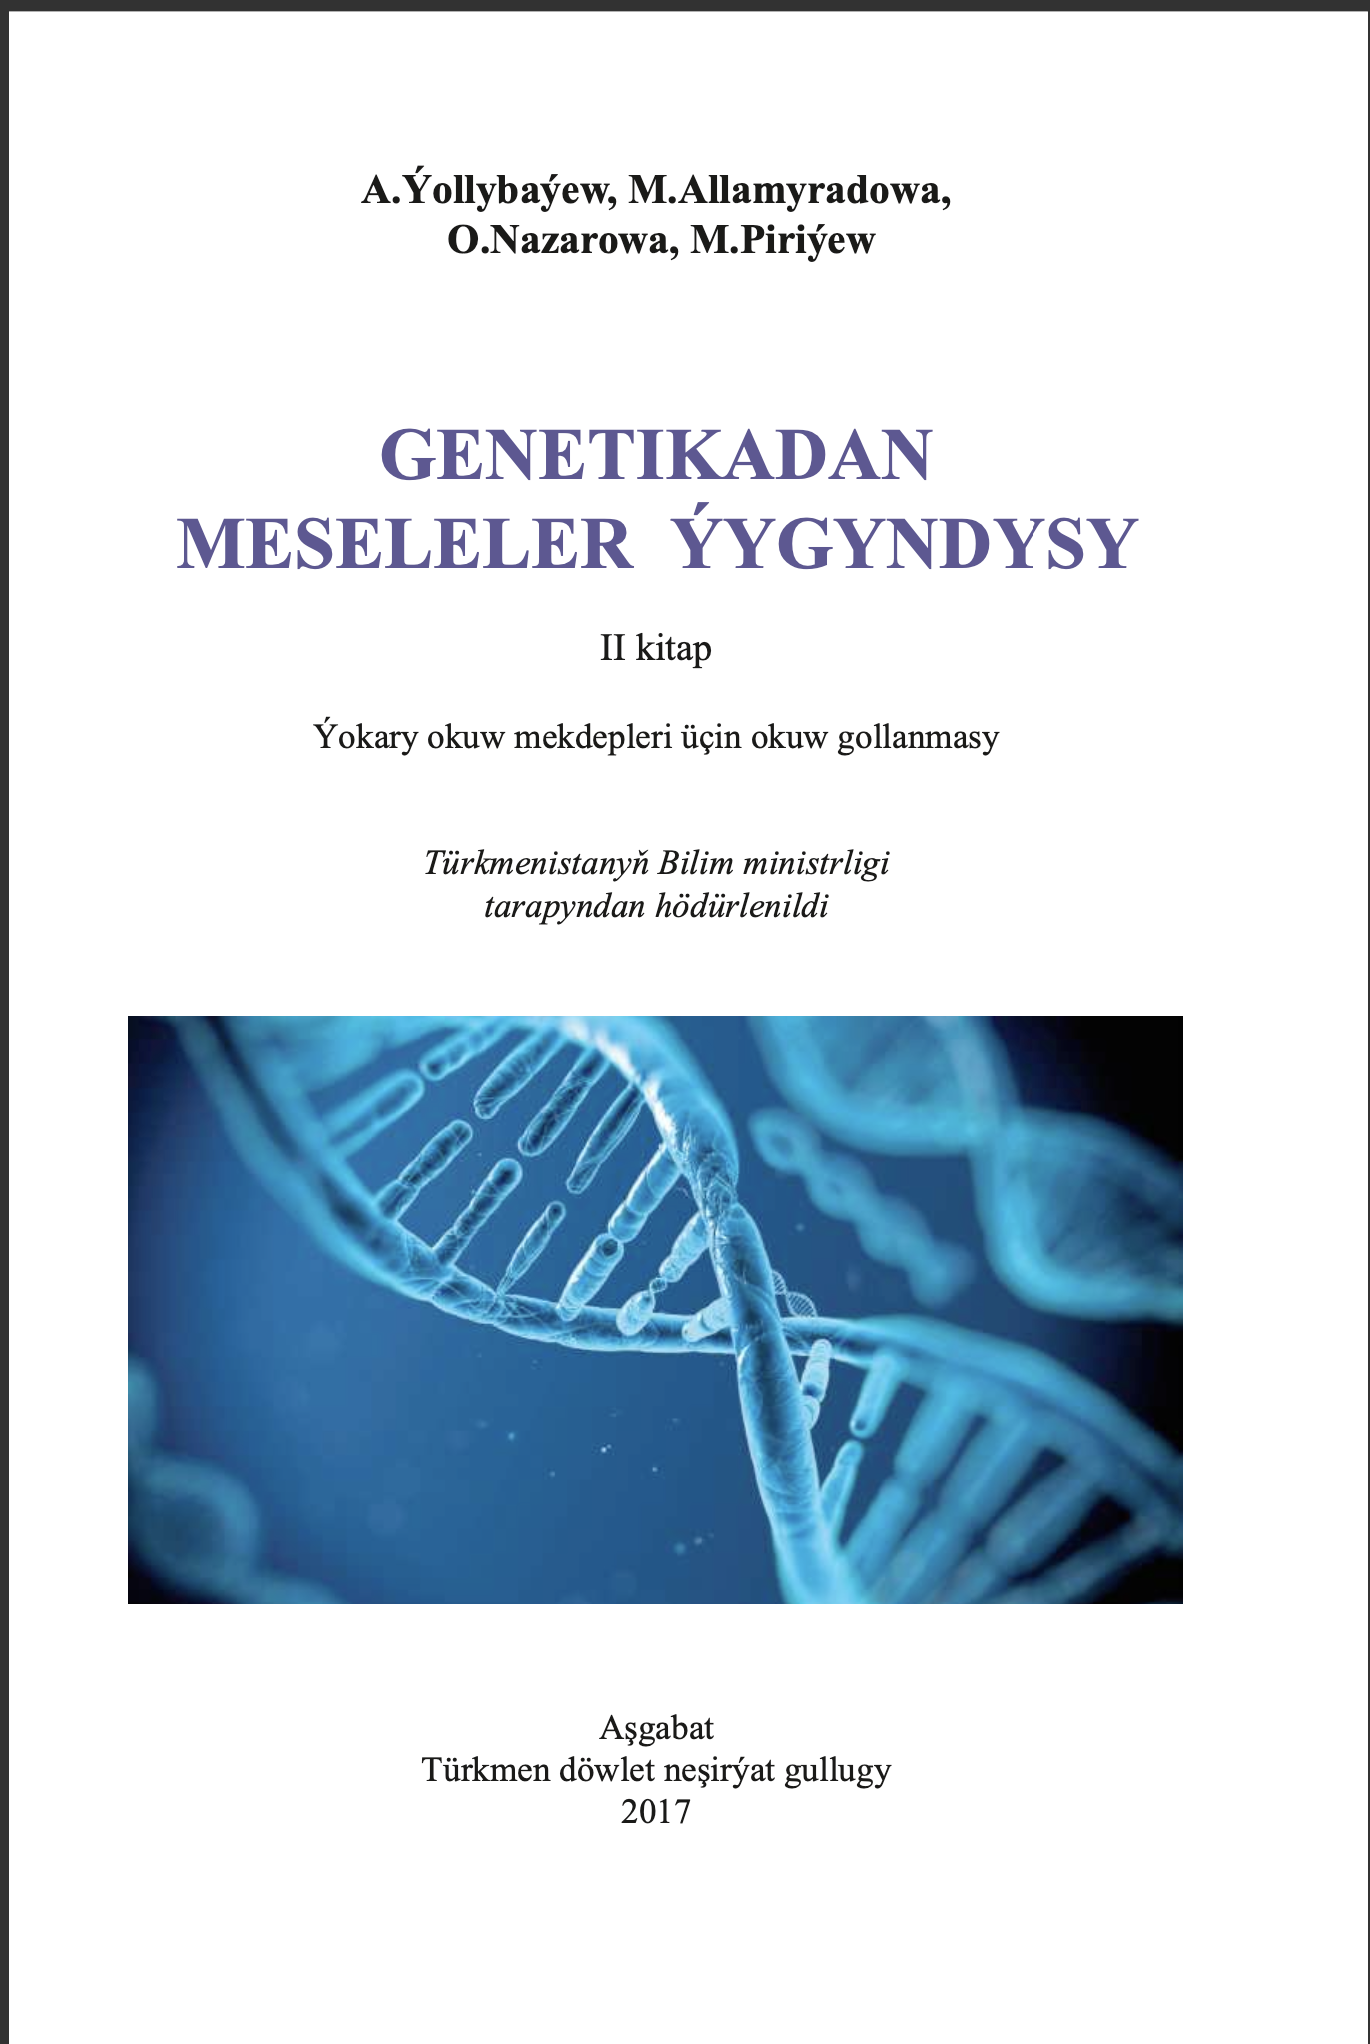 A.Ýollybaýew, M.Allamyradowa,
O.Nazarowa, M.Piriýew
GENETIKADAN
MESELELER ÝYGYNDYSY
II kitap
Ýokary okuw mekdepleri üçin okuw gollanmasy
Türkmenistanyň Bilim ministrligi
tarapyndan hödürlenildi
Aşgabat
Türkmen döwlet neşirýat gullugy
2017